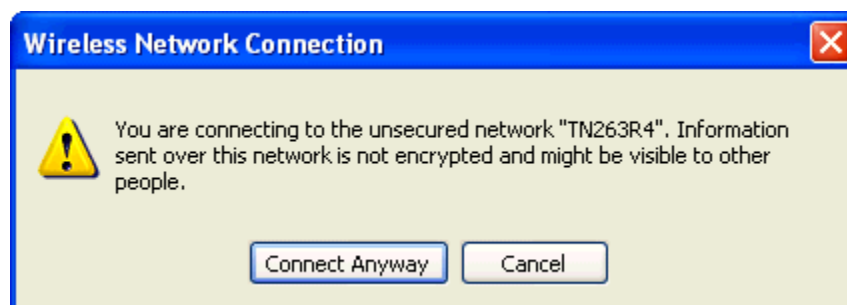 Wireless Network Connection
You are connecting to the unsecured network "TN263R4". Information
sent over this network is not encrypted and might be visible to other
people.
Connect Anyway
Cancel